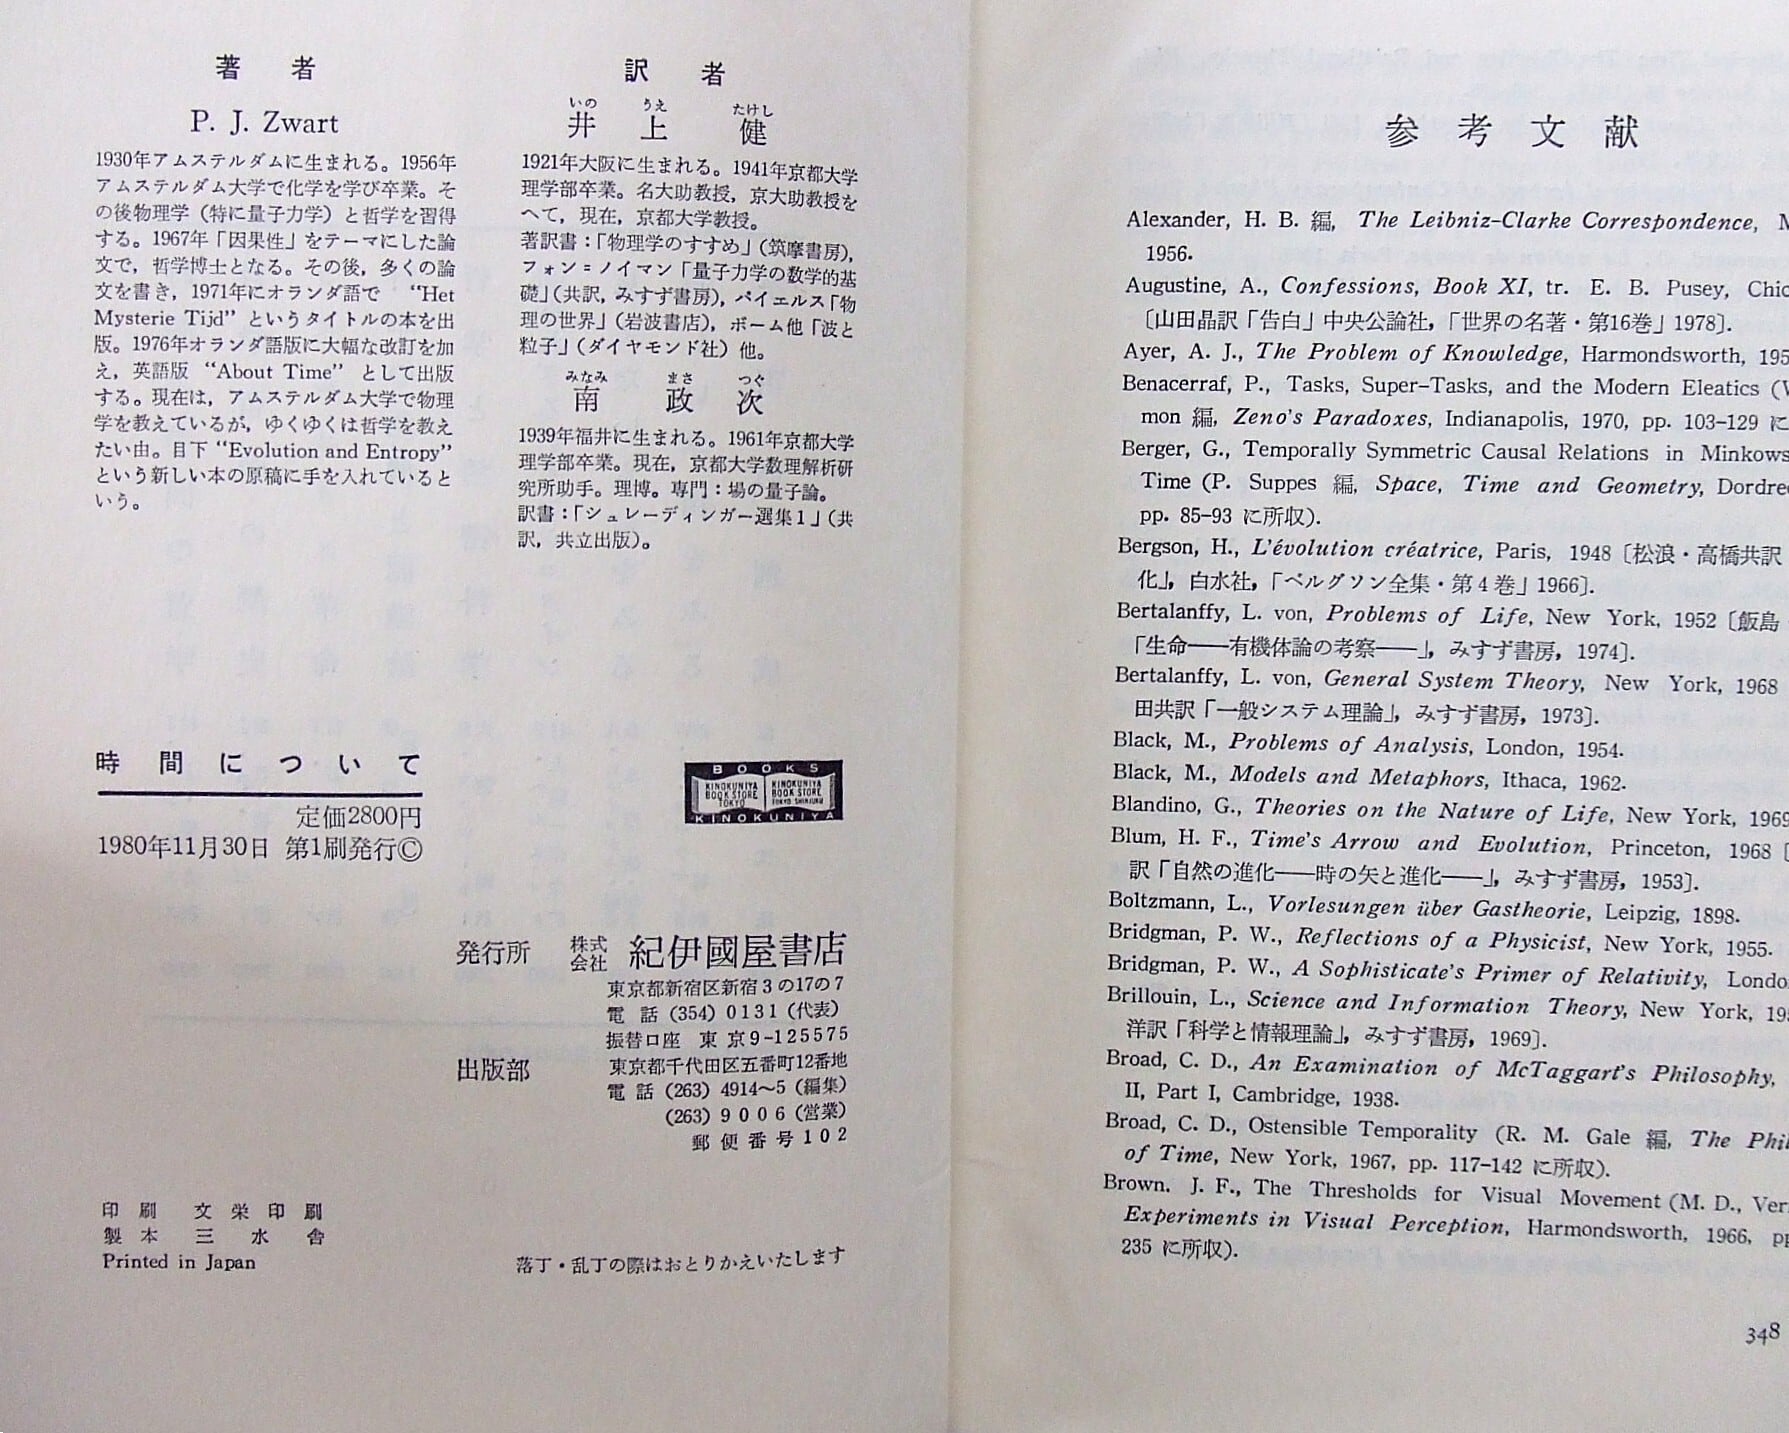 著者
P. J. Zwart
1930年アムステルダムに生まれる。1956年
アムステルダム大学で化学を学び卒業。そ
の後物理学（特に量子力学）と哲学を習得
する。1967年「因果性」をテーマにした論
文で，哲学博士となる。その後，多くの論
文を書き，1971年にオランダ語で “Het
Mysterie Tijd” というタイトルの本を出
版。1976年オランダ語版に大幅な改訂を加
え，英語版 “About Time” として出版
する。現在は，アムステルダム大学で物理
学を教えているが，ゆくゆくは哲学を教え
たい由。目下 “Evolution and Entropy”
という新しい本の原稿に手を入れていると
いう。
訳者
いの うえ たけし
井上 健
1921年大阪に生まれる。1941年京都大学
理学部卒業。名大助教授，京大助教授を
へて，現在，京都大学教授。
著訳書：「物理学のすすめ」（筑摩書房），
フォン＝ノイマン「量子力学の数学的基
礎」（共訳，みすず書房），パイエルス「物
理の世界」（岩波書店），ボーム他「波と
粒子」（ダイヤモンド社）他。
みなみ まさ つぐ
南 政次
1939年福井に生まれる。1961年京都大学
理学部卒業。現在，京都大学数理解析研
究所助手。理博。専門：場の量子論。
訳書：「シュレーディンガー選集1」（共
訳，共立出版）。
時間について
定価2800円
1980年11月30日 第1刷発行©
BOOKS
KINOKUNIYA BOOK STORE TOKYO
KINOKUNIYA BOOK STORE TOKYO SHINJUKU
KINOKUNIYA
発行所 株式会社 紀伊國屋書店
東京都新宿区新宿3の17の7
電話 (354) 0131 (代表)
振替口座 東京9-125575
出版部 東京都千代田区五番町12番地
電話 (263) 4914〜5 (編集)
(263) 9006 (営業)
郵便番号102
印刷 文栄印刷
製本 三水舎
Printed in Japan
落丁・乱丁の際はおとりかえいたします
参考文献
Alexander, H. B. 編, The Leibniz-Clarke Correspondence,
1956.
Augustine, A., Confessions, Book XI, tr. E. B. Pusey,
〔山田晶訳「告白」中央公論社，「世界の名著・第16巻」1978〕.
Ayer, A. J., The Problem of Knowledge, Harmondsworth,
Benacerraf, P., Tasks, Super-Tasks, and the Modern Eleatics
mon 編, Zeno's Paradoxes, Indianapolis, 1970, pp. 103-129 に
Berger, G., Temporally Symmetric Causal Relations in
Time (P. Suppes 編, Space, Time and Geometry,
pp. 85-93 に所収).
Bergson, H., L'évolution créatrice, Paris, 1948〔松浪・高橋共訳
化」，白水社，「ベルグソン全集・第4巻」1966〕.
Bertalanffy, L. von, Problems of Life, New York, 1952〔飯島
「生命——有機体論の考察——」，みすず書房，1974〕.
Bertalanffy, L. von, General System Theory, New York, 1968
田共訳「一般システム理論」，みすず書房，1973〕.
Black, M., Problems of Analysis, London, 1954.
Black, M., Models and Metaphors, Ithaca, 1962.
Blandino, G., Theories on the Nature of Life, New York, 1969
Blum, H. F., Time's Arrow and Evolution, Princeton, 1968〔
訳「自然の進化——時の矢と進化——」，みすず書房，1953〕.
Boltzmann, L., Vorlesungen über Gastheorie, Leipzig, 1898.
Bridgman, P. W., Reflections of a Physicist, New York, 1955.
Bridgman, P. W., A Sophisticate's Primer of Relativity,
Brillouin, L., Science and Information Theory, New York,
洋訳「科学と情報理論」，みすず書房，1969〕.
Broad, C. D., An Examination of McTaggart's Philosophy,
II, Part I, Cambridge, 1938.
Broad, C. D., Ostensible Temporality (R. M. Gale 編, The
of Time, New York, 1967, pp. 117-142 に所収).
Brown. J. F., The Thresholds for Visual Movement (M. D.,
Experiments in Visual Perception, Harmondsworth, 1966,
235 に所収).
348